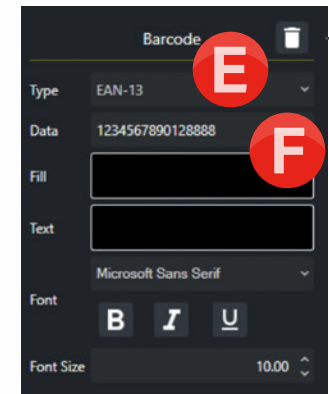 Barcode
E
Type EAN-13
Data 1234567890128888
F
Fill
Text
Microsoft Sans Serif
Font
B I U
Font Size 10.00